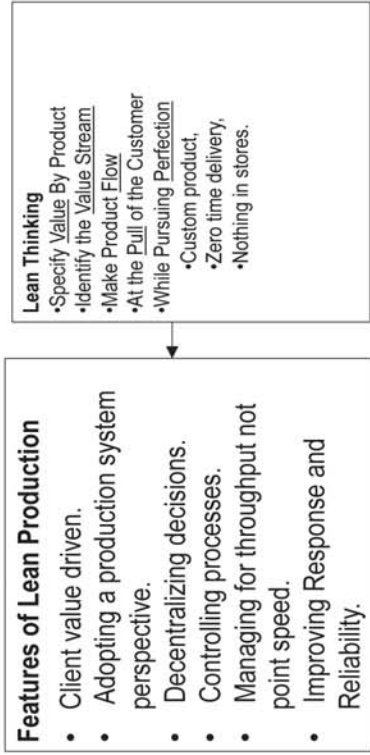 Lean Thinking
•Specify Value By Product
•Identify the Value Stream
•Make Product Flow
•At the Pull of the Customer
•While Pursuing Perfection
•Custom product,
•Zero time delivery,
•Nothing in stores.
Features of Lean Production
• Client value driven.
• Adopting a production system
perspective.
• Decentralizing decisions.
• Controlling processes.
• Managing for throughput not
point speed.
• Improving Response and
Reliability.